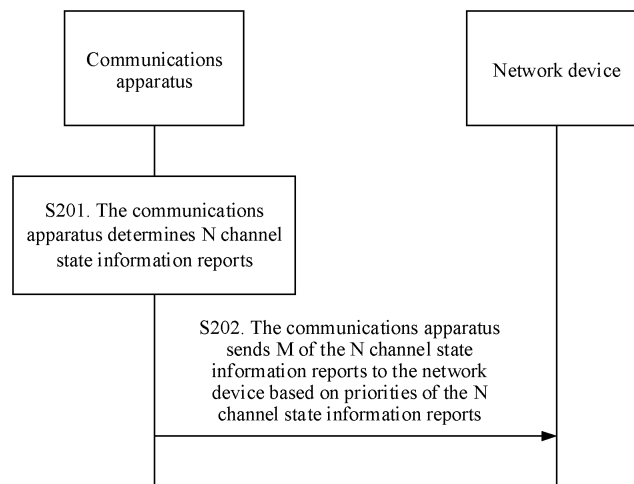 Communications
apparatus
Network device
S201. The communications
apparatus determines N channel
state information reports
S202. The communications apparatus
sends M of the N channel state
information reports to the network
device based on priorities of the N
channel state information reports